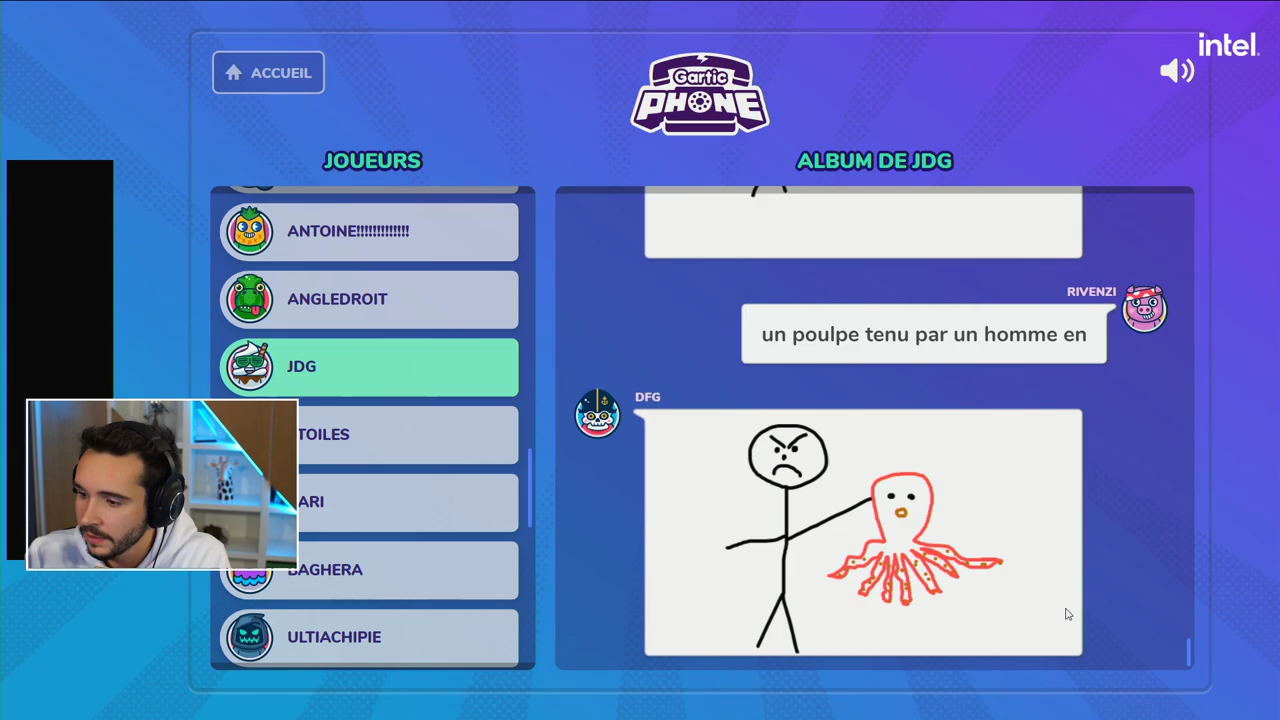 intel.
ACCUEIL
Gartic
PHONE
JOUEURS
ALBUM DE JDG
ANTOINE!!!!!!!!!!!!!
ANGLEDROIT
JDG
TOILES
ARI
BAGHERA
ULTIACHIPIE
RIVENZI
un poulpe tenu par un homme en
DFG